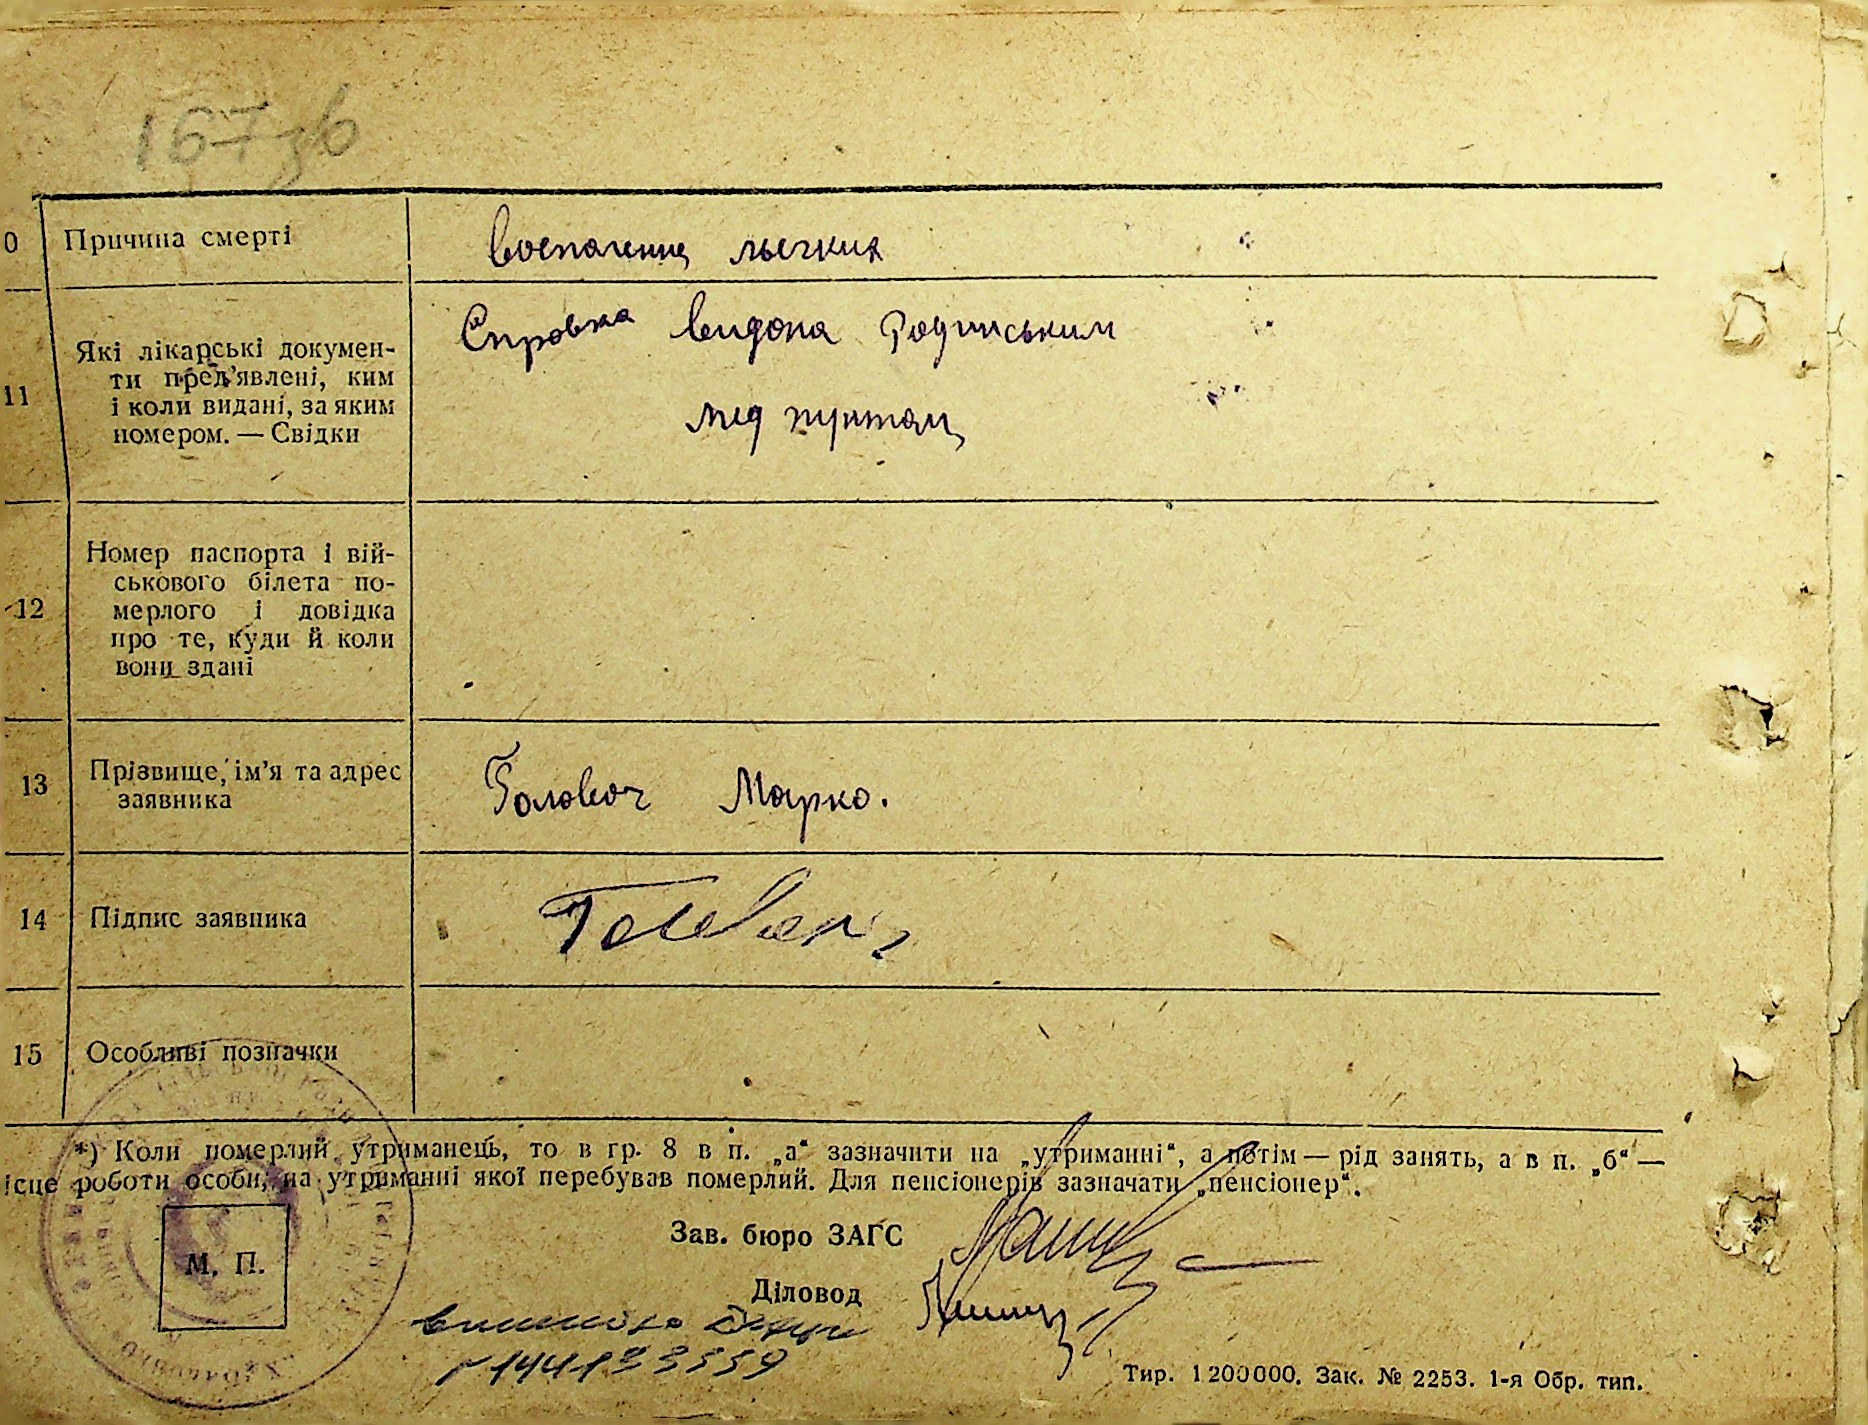 167зв
0 Причина смерті воспаление льегких
11 Які лікарські докумен-
ти пред’явлені, ким
і коли видані, за яким
номером. — Свідки
Справка видана Родинським
мед пунтом
12 Номер паспорта і вій-
ськового білета по-
мерлого і довідка
про те, куди й коли
вони здані
13 Прізвище, ім’я та адрес
заявника
Головач Марко.
14 Підпис заявника
15 Особливі позначки
*) Коли померлий утриманець, то в гр. 8 в п. „а“ зазначити на „утриманні“, а потім — рід занять, а в п. „б“ —
ісце роботи особи, на утриманні якої перебував померлий. Для пенсіонерів зазначати „пенсіонер“.
Зав. бюро ЗАГС
М. П.
Діловод
Тир. 1200000. Зак. № 2253. 1-я Обр. тип.